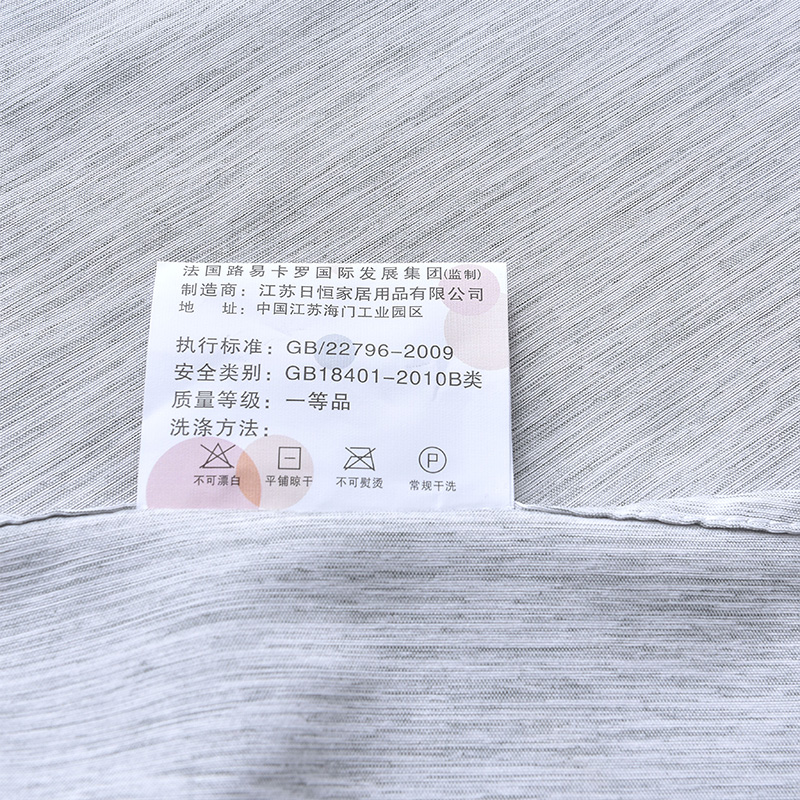 法国路易卡罗国际发展集团(监制)
制造商：江苏日恒家居用品有限公司
地 址：中国江苏海门工业园区
执行标准：GB/22796-2009
安全类别：GB18401-2010B类
质量等级：一等品
洗涤方法：
P
不可漂白 平铺晾干 不可熨烫 常规干洗